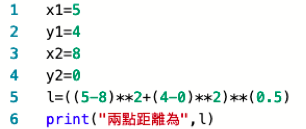 1 x1=5
2 y1=4
3 x2=8
4 y2=0
5 l=((5-8)**2+(4-0)**2)**(0.5)
6 print("兩點距離為",l)